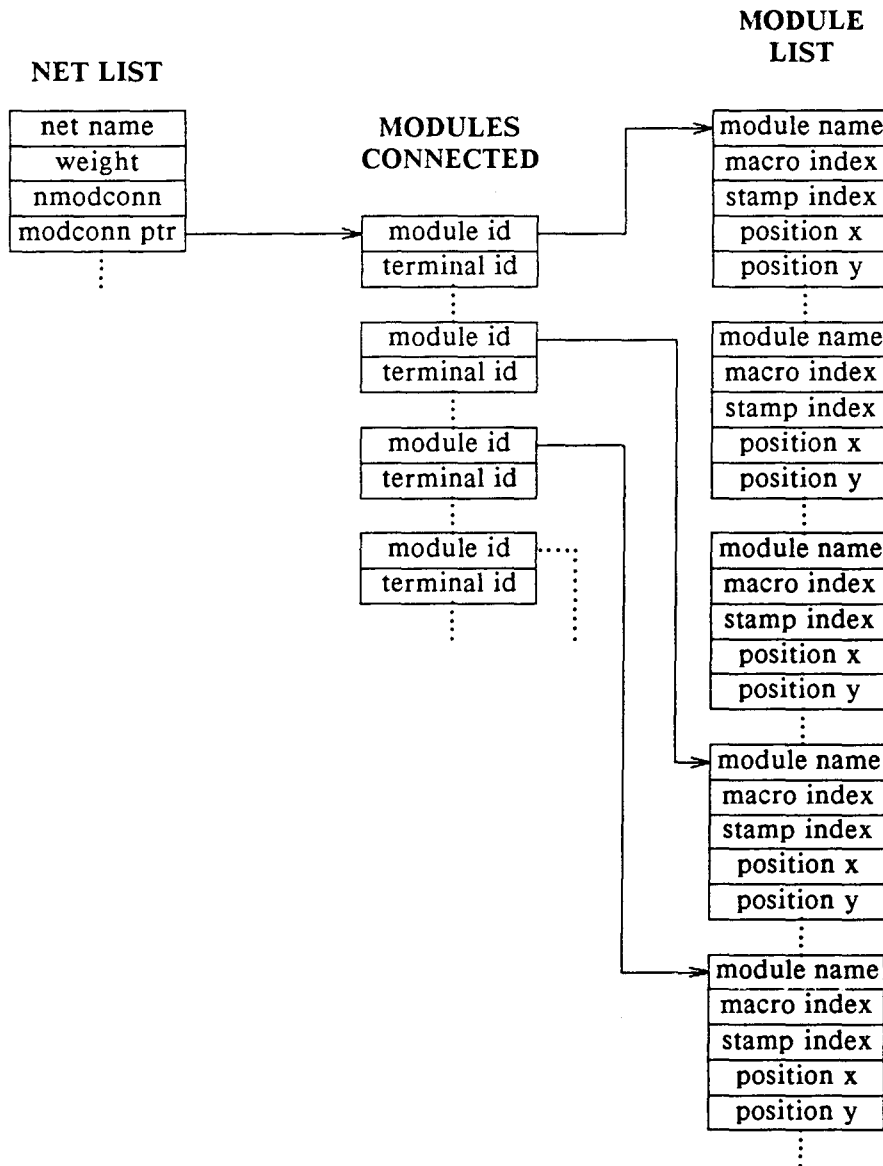 NET LIST
net name
weight
nmodconn
modconn ptr
MODULES
CONNECTED
module id
terminal id
module id
terminal id
module id
terminal id
module id
terminal id
MODULE
LIST
module name
macro index
stamp index
position x
position y
module name
macro index
stamp index
position x
position y
module name
macro index
stamp index
position x
position y
module name
macro index
stamp index
position x
position y
module name
macro index
stamp index
position x
position y